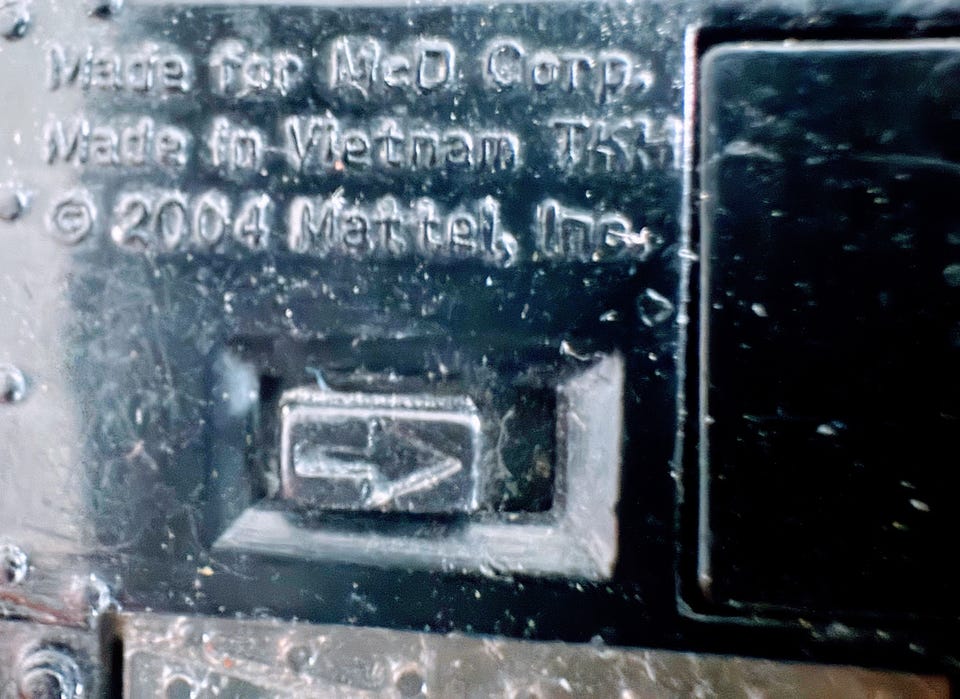 Made for McD Corp.
Made in Vietnam
© 2004 Mattel, Inc.